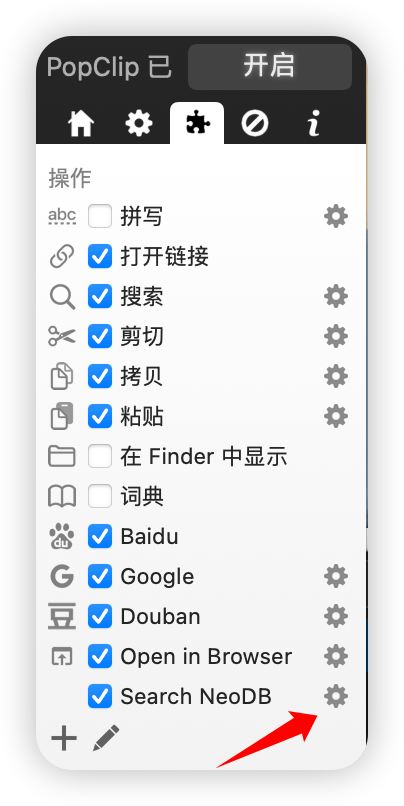 PopClip 已 开启
操作
abc 拼写
打开链接
搜索
剪切
拷贝
粘贴
在 Finder 中显示
词典
du Baidu
G Google
Douban
Open in Browser
Search NeoDB